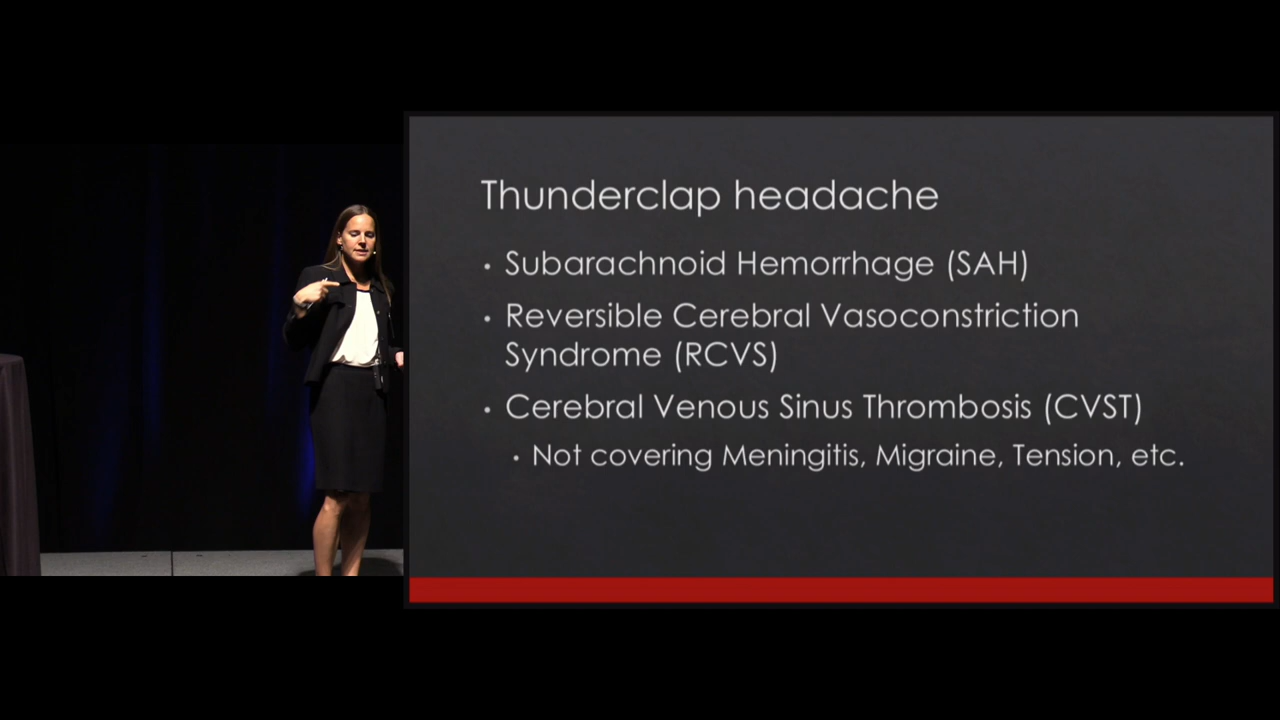 Thunderclap headache
• Subarachnoid Hemorrhage (SAH)
• Reversible Cerebral Vasoconstriction
Syndrome (RCVS)
• Cerebral Venous Sinus Thrombosis (CVST)
• Not covering Meningitis, Migraine, Tension, etc.